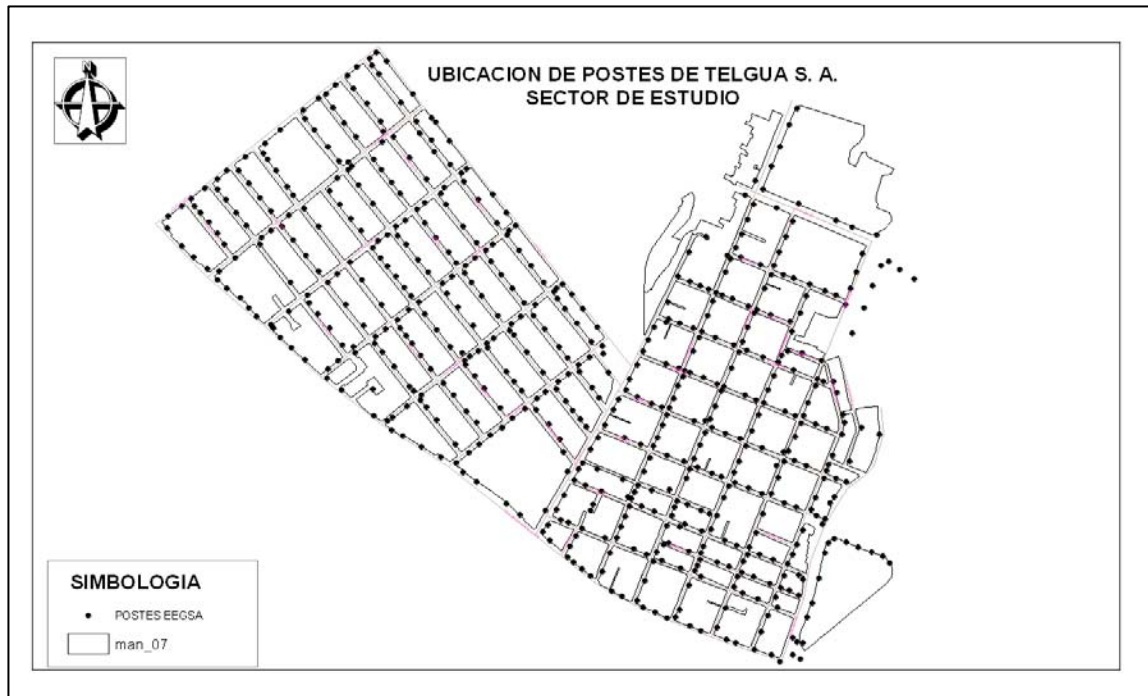 N
UBICACION DE POSTES DE TELGUA S. A.
SECTOR DE ESTUDIO
SIMBOLOGIA
POSTES EEGSA
man_07